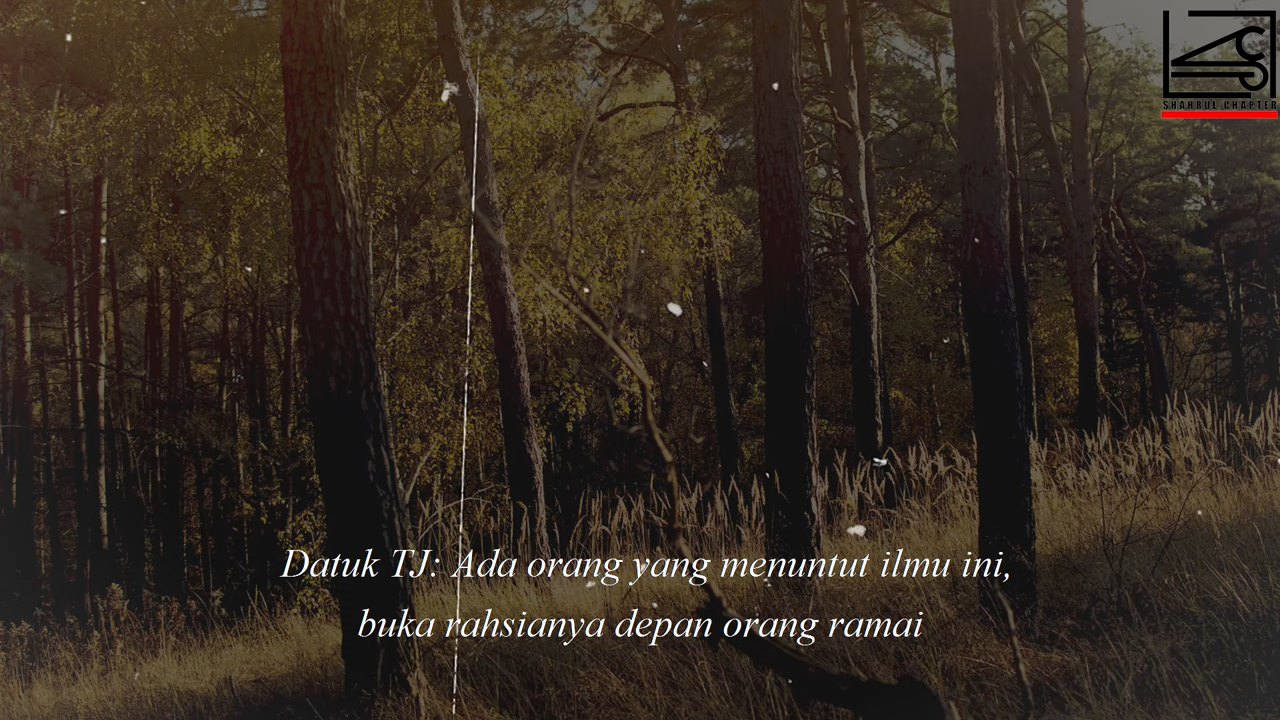 SHAHRUL CHAPTER
Datuk TJ: Ada orang yang menuntut ilmu ini,
buka rahsianya depan orang ramai